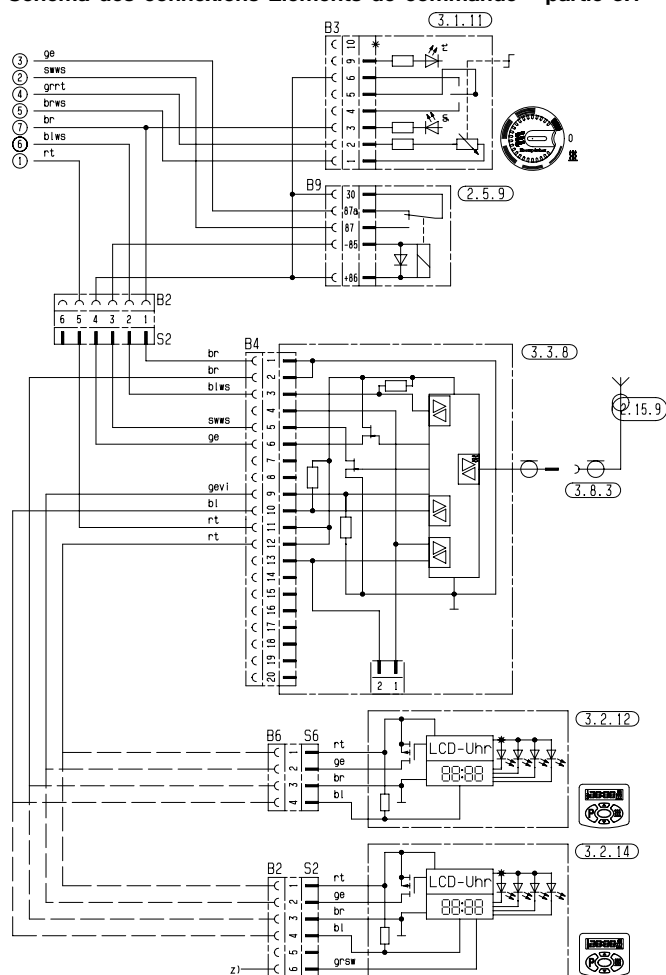 Schema des connexions Elements de commande - partie 3A
B3
3.1.11
3 ge
2 swws
4 grrt
5 brws
7 br
6 blws
1 rt
10
9
6
5
4
3
2
1
0
B9
2.5.9
30
87a
87
-85
+86
B2
6 5 4 3 2 1
S2
B4
3.3.8
br
br
blws
swws
ge
gevi
bl
rt
rt
1
2
3
4
5
6
7
8
9
10
11
12
13
14
15
16
17
18
19
20
2 1
2.15.9
3.8.3
B6 S6
3.2.12
1 rt
2 ge
3 br
4 bl
LCD-Uhr
88:88
P
B2 S2
3.2.14
1 rt
2 ge
3 br
4 bl
5
z) 6 grsw
LCD-Uhr
88:88
P